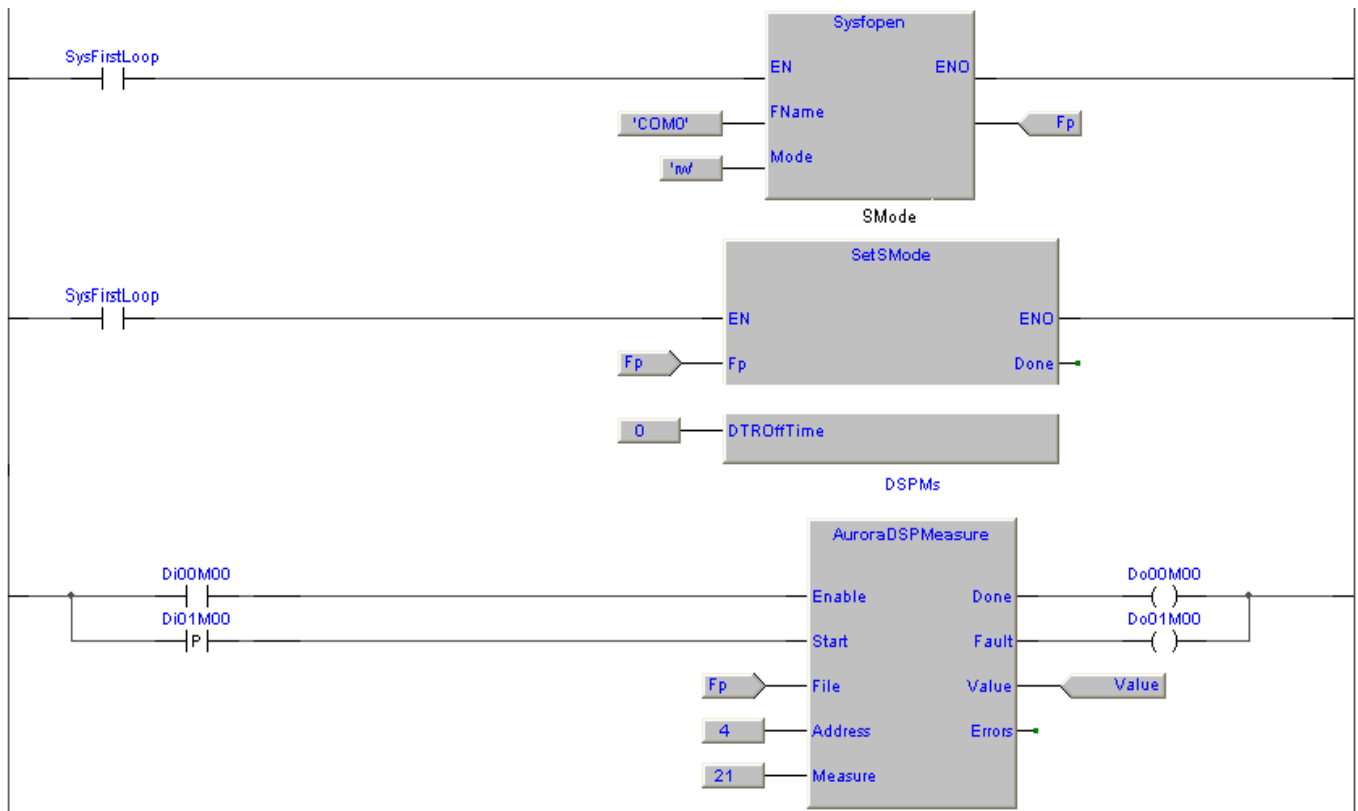 Sysfopen
SysFirstLoop
EN ENO
'COM0' FName Fp
'rw' Mode
SMode
SetSMode
SysFirstLoop
EN ENO
Fp Fp Done
0 DTROffTime
DSPMs
AuroraDSPMeasure
Di00M00 Do00M00
Enable Done
Di01M00 Do01M00
P Start Fault
Fp File Value Value
4 Address Errors
21 Measure